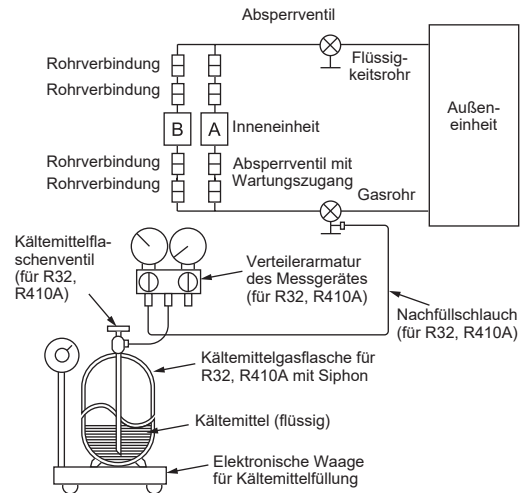 Absperrventil
Rohrverbindung
Rohrverbindung
Flüssig-
keitsrohr
Außen-
einheit
B
A
Inneneinheit
Rohrverbindung
Rohrverbindung
Absperrventil mit
Wartungszugang
Gasrohr
Kältemittelfla-
schenventil
(für R32,
R410A)
Verteilerarmatur
des Messgerätes
(für R32, R410A)
Nachfüllschlauch
(für R32, R410A)
Kältemittelgasflasche für
R32, R410A mit Siphon
Kältemittel (flüssig)
Elektronische Waage
für Kältemittelfüllung